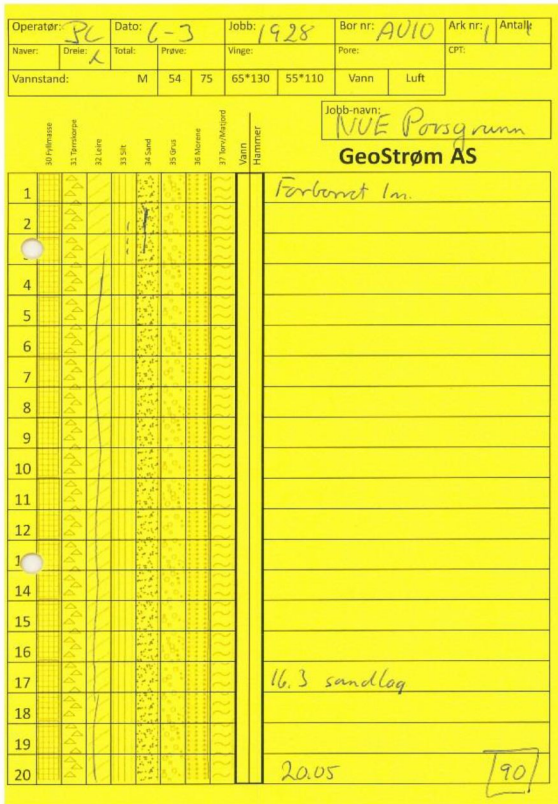 Operatør: PC Dato: 6-3 Jobb: 1928 Bor nr: AU10 Ark nr: 1 Antall: 1
Naver: Dreie: x Total: Prøve: Vinge: Pore: CPT:
Vannstand: M 54 75 65*130 55*110 Vann Luft
Jobb-navn: NVE Porsgrunn
GeoStrøm AS
30 Fyllmasse 31 Tørrskorpe 32 Leire 33 Silt 34 Sand 35 Grus 36 Morene 37 Torv/Matjord Vann Hammer
1 Forboret 1m.
2
4
5
6
7
8
9
10
11
12
1
14
15
16
17 16.3 sandlag
18
19
20 20.05 90